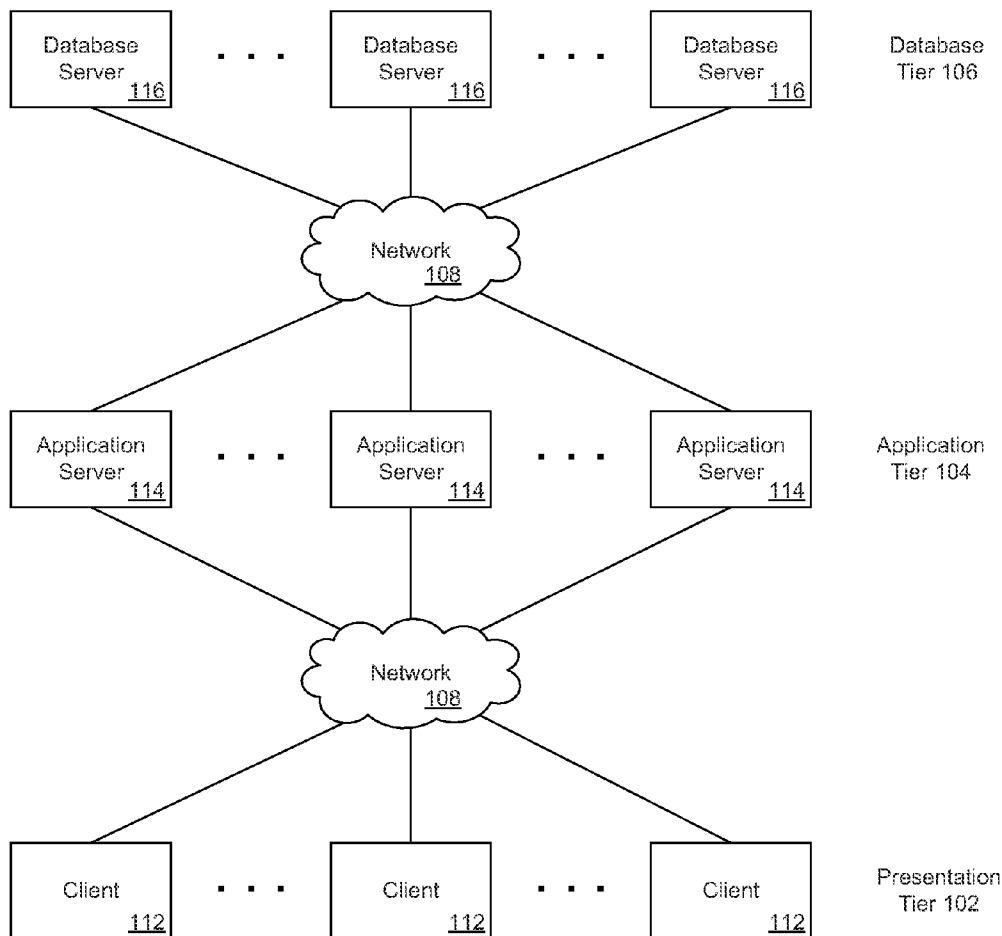 Database
Server
116
. . .
Database
Server
116
. . .
Database
Server
116
Database
Tier 106
Network
108
Application
Server
114
. . .
Application
Server
114
. . .
Application
Server
114
Application
Tier 104
Network
108
Client
112
. . .
Client
112
. . .
Client
112
Presentation
Tier 102